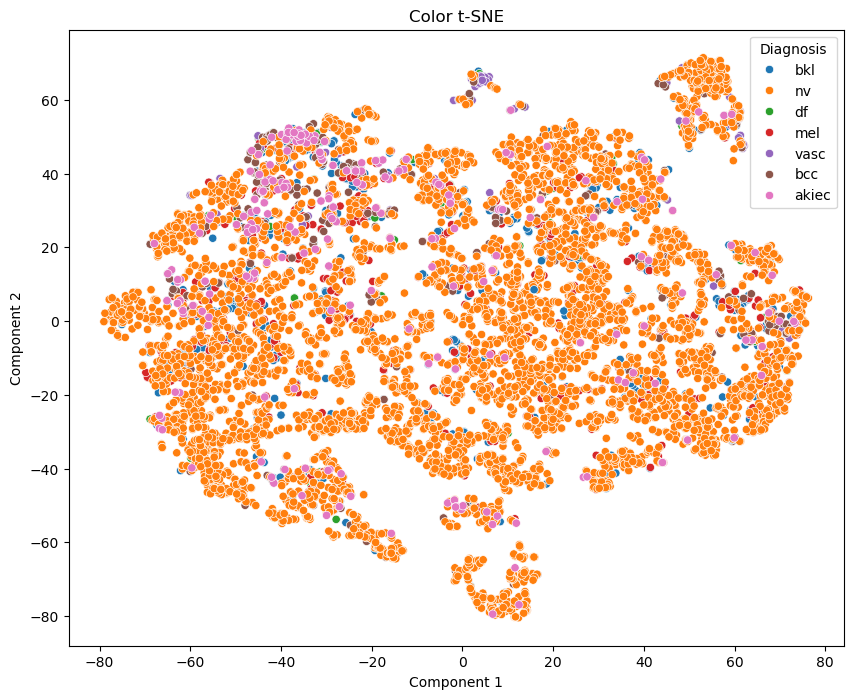 Color t-SNE
Diagnosis
bkl
nv
df
mel
vasc
bcc
akiec
60
40
20
0
−20
−40
−60
−80
Component 2
−80
−60
−40
−20
0
20
40
60
80
Component 1